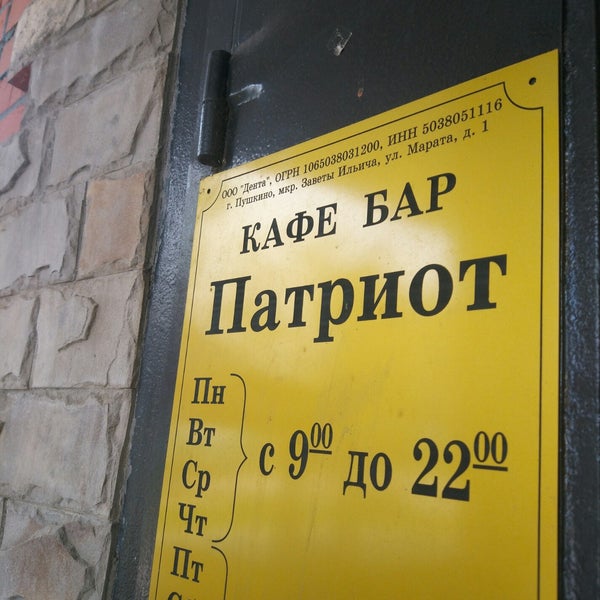 ООО "Дента", ОГРН 1065038031200, ИНН 5038051116
г. Пушкино, мкр. Заветы Ильича, ул. Марата, д. 1
КАФЕ БАР
Патриот
Пн
Вт
с 9⁰⁰ до 22⁰⁰
Ср
Чт
Пт